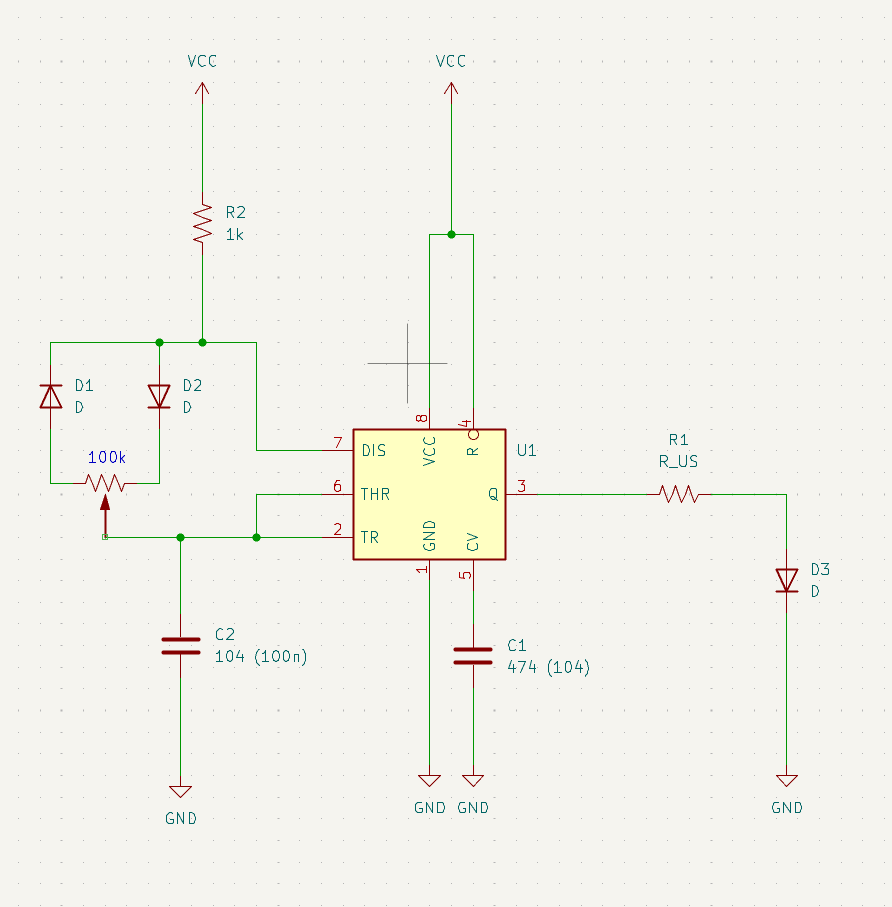 VCC
VCC
R2
1k
D1
D
D2
D
100k
8
4
7
DIS
VCC
R
U1
6
THR
Q
3
2
TR
GND
CV
1
5
R1
R_US
D3
D
C2
104 (100n)
C1
474 (104)
GND
GND
GND
GND